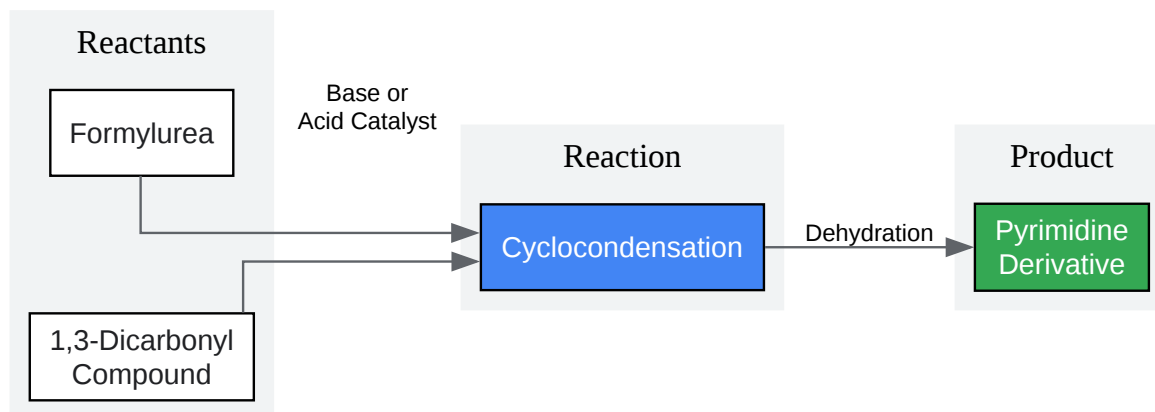 Reactants
Formylurea
1,3-Dicarbonyl
Compound
Base or
Acid Catalyst
Reaction
Cyclocondensation
Dehydration
Product
Pyrimidine
Derivative